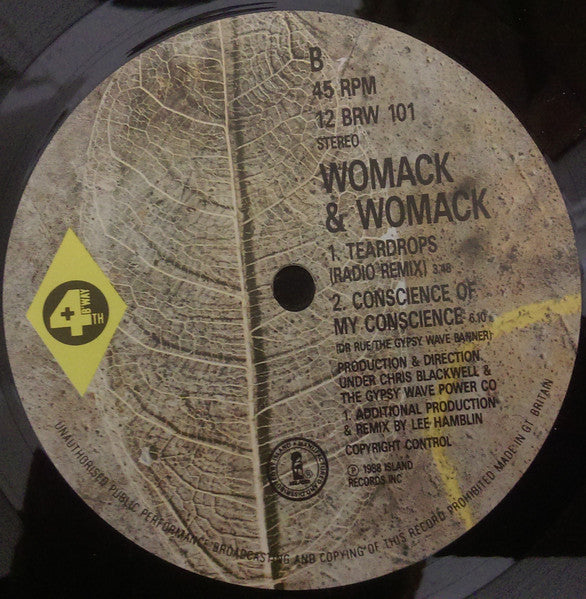 B
45 RPM
12 BRW 101
STEREO
WOMACK
& WOMACK
1. TEARDROPS
(RADIO REMIX) 3.48
2. CONSCIENCE OF
MY CONSCIENCE 6.10
(DR RUE/THE GYPSY WAVE BANNER)
PRODUCTION & DIRECTION
UNDER CHRIS BLACKWELL &
THE GYPSY WAVE POWER CO
1. ADDITIONAL PRODUCTION
& REMIX BY LEE HAMBLIN
COPYRIGHT CONTROL
℗ 1988 ISLAND
RECORDS INC
4TH
+
B'WAY
UNAUTHORISED PUBLIC PERFORMANCE BROADCASTING AND COPYING OF THIS RECORD PROHIBITED MADE IN GT BRITAIN